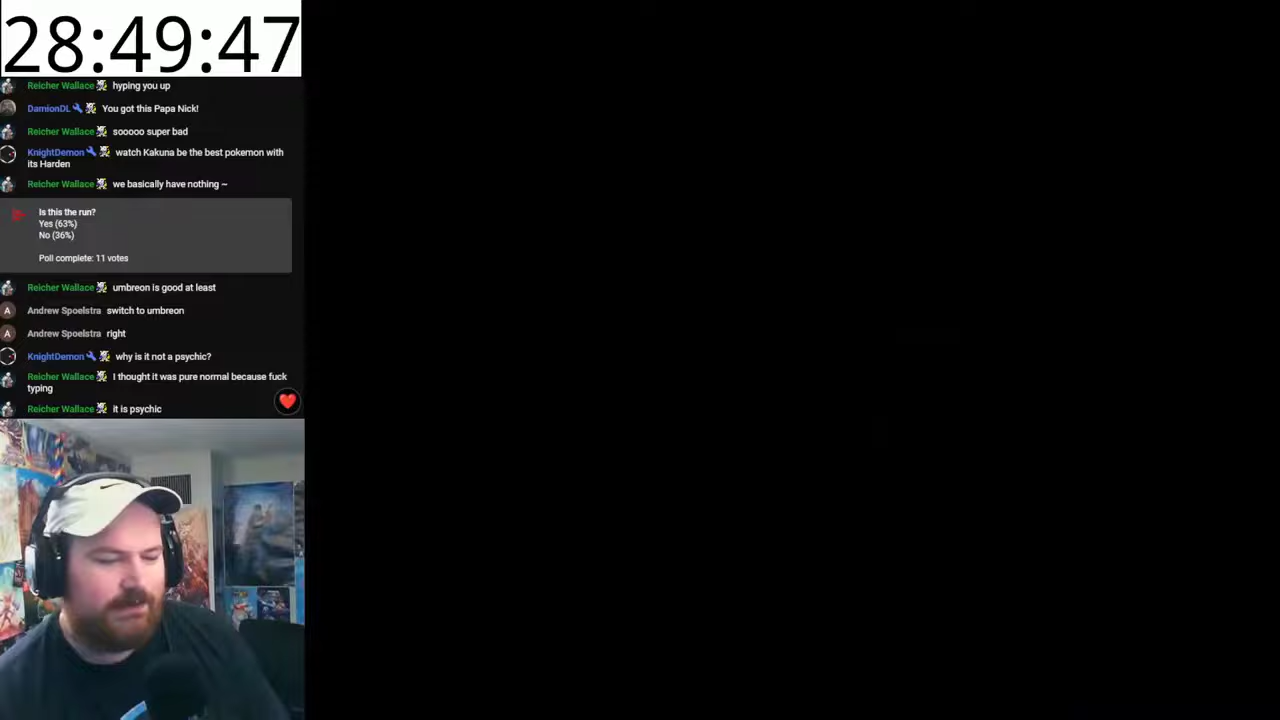 28:49:47
Reicher Wallace hyping you up
DamionDL You got this Papa Nick!
Reicher Wallace sooooo super bad
KnightDemon watch Kakuna be the best pokemon with
its Harden
Reicher Wallace we basically have nothing ~
Is this the run?
Yes (63%)
No (36%)
Poll complete: 11 votes
Reicher Wallace umbreon is good at least
A Andrew Spoelstra switch to umbreon
A Andrew Spoelstra right
KnightDemon why is it not a psychic?
Reicher Wallace I thought it was pure normal because fuck
typing
Reicher Wallace it is psychic